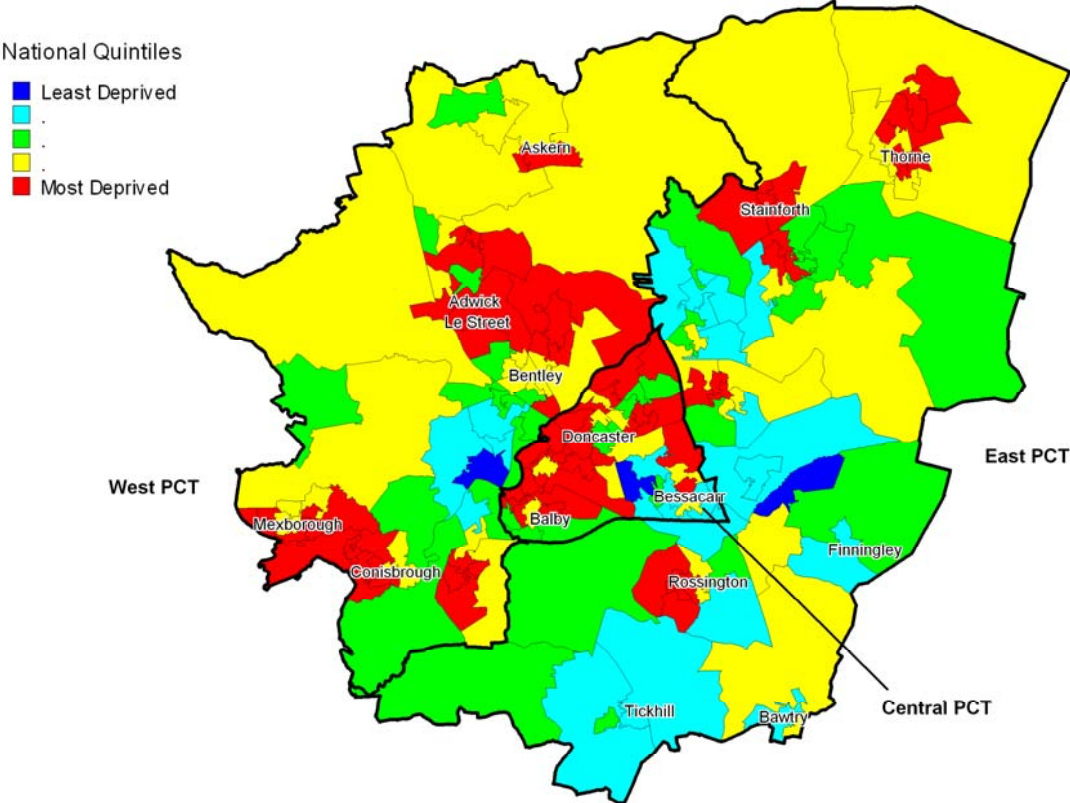 National Quintiles
Least Deprived
.
.
.
Most Deprived
Askern
Thorne
Stainforth
Adwick
Le Street
Bentley
Doncaster
East PCT
West PCT
Bessacarr
Balby
Mexborough
Finningley
Conisbrough
Rossington
Central PCT
Tickhill
Bawtry